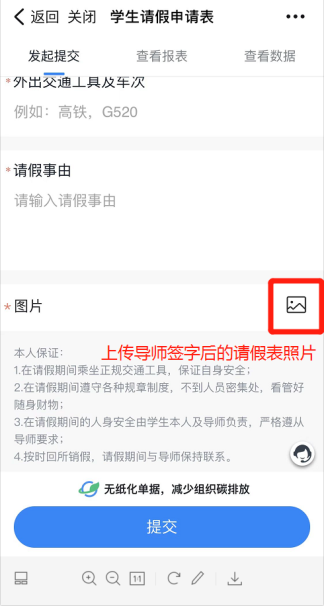 返回 关闭 学生请假申请表
发起提交 查看报表 查看数据
*外出交通工具及车次
例如：高铁，G520
*请假事由
请输入请假事由
*图片
上传导师签字后的请假表照片
本人保证：
1.在请假期间乘坐正规交通工具，保证自身安全；
2.在请假期间遵守各种规章制度，不到人员密集处，看管好
随身财物；
3.在请假期间的人身安全由学生本人及导师负责，严格遵从
导师要求；
4.按时回所销假，请假期间与导师保持联系。
无纸化单据，减少组织碳排放
提交
1:1